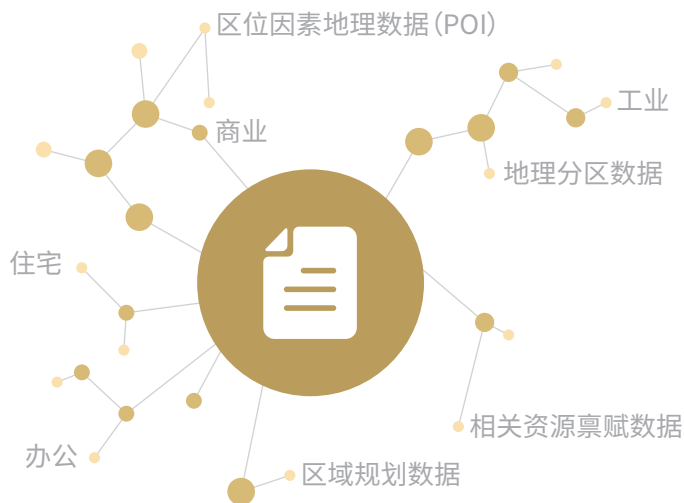 区位因素地理数据(POI)
工业
商业
地理分区数据
住宅
相关资源禀赋数据
办公
区域规划数据